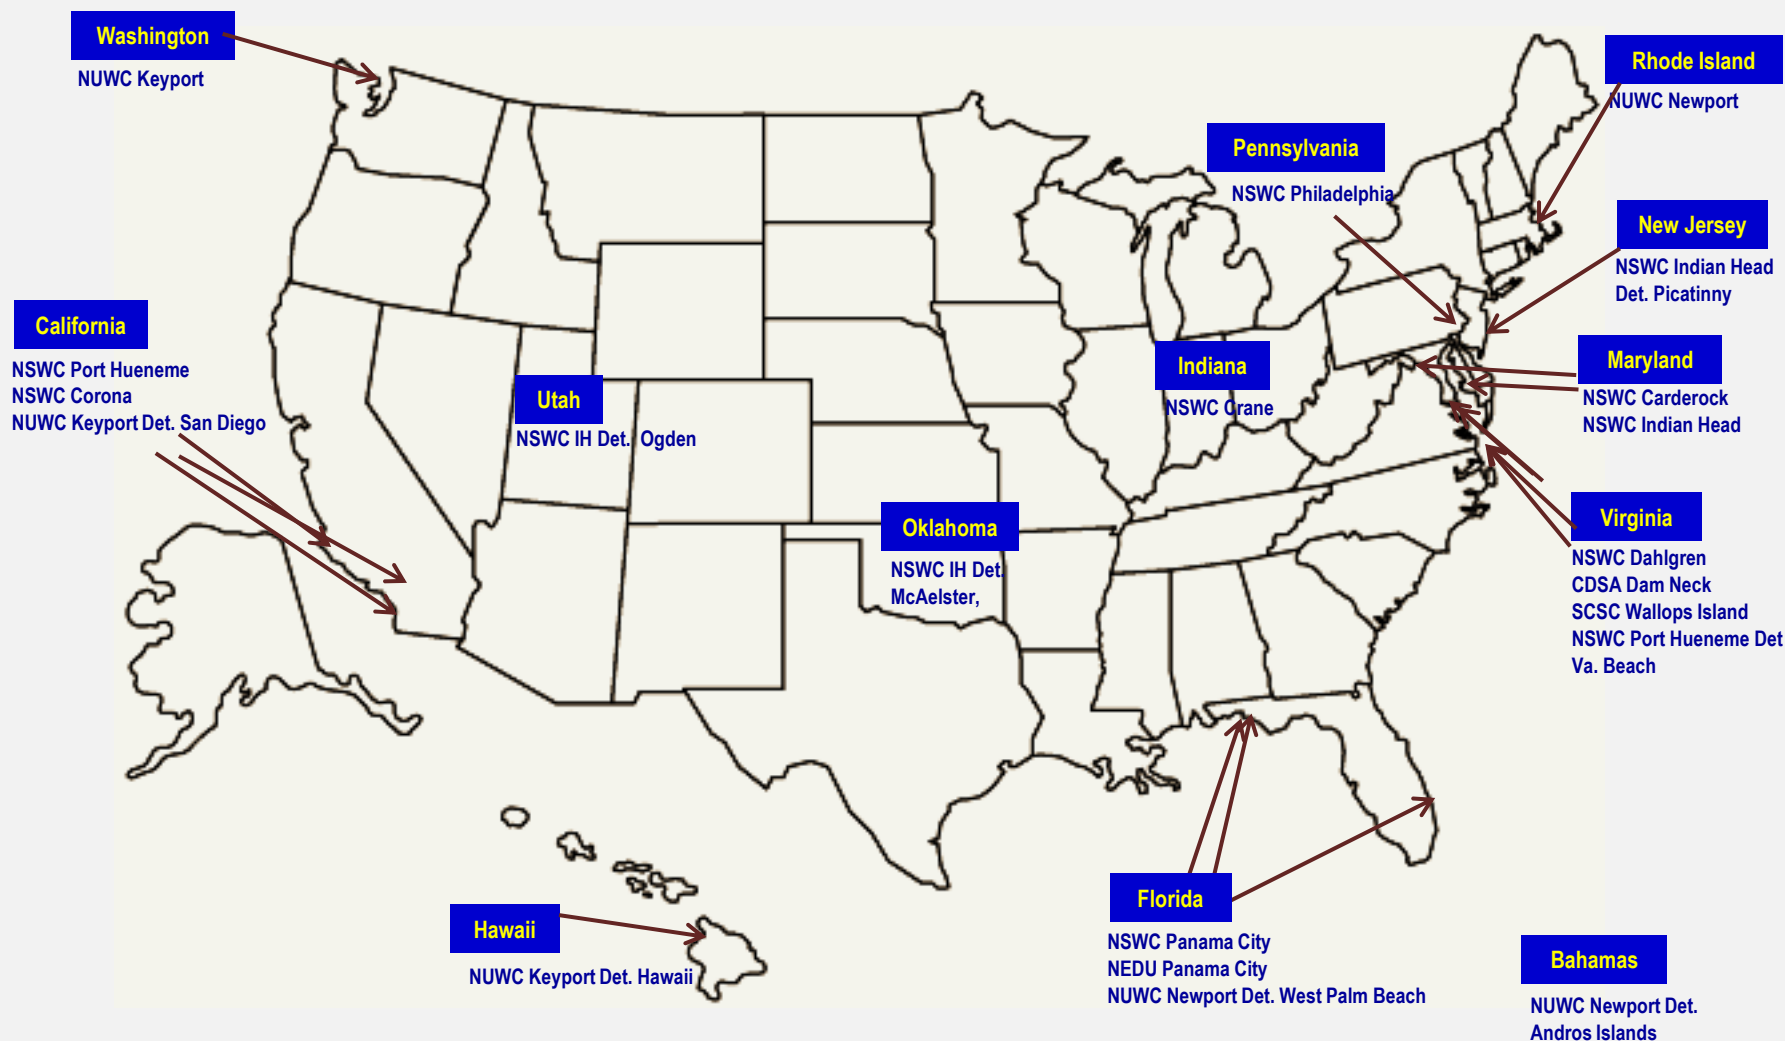 Washington
NUWC Keyport
Rhode Island
NUWC Newport
Pennsylvania
NSWC Philadelphia
New Jersey
NSWC Indian Head
Det. Picatinny
California
NSWC Port Hueneme
NSWC Corona
NUWC Keyport Det. San Diego
Utah
NSWC IH Det. Ogden
Indiana
NSWC Crane
Maryland
NSWC Carderock
NSWC Indian Head
Oklahoma
NSWC IH Det.
McAelster,
Virginia
NSWC Dahlgren
CDSA Dam Neck
SCSC Wallops Island
NSWC Port Hueneme Det
Va. Beach
Hawaii
NUWC Keyport Det. Hawaii
Florida
NSWC Panama City
NEDU Panama City
NUWC Newport Det. West Palm Beach
Bahamas
NUWC Newport Det.
Andros Islands